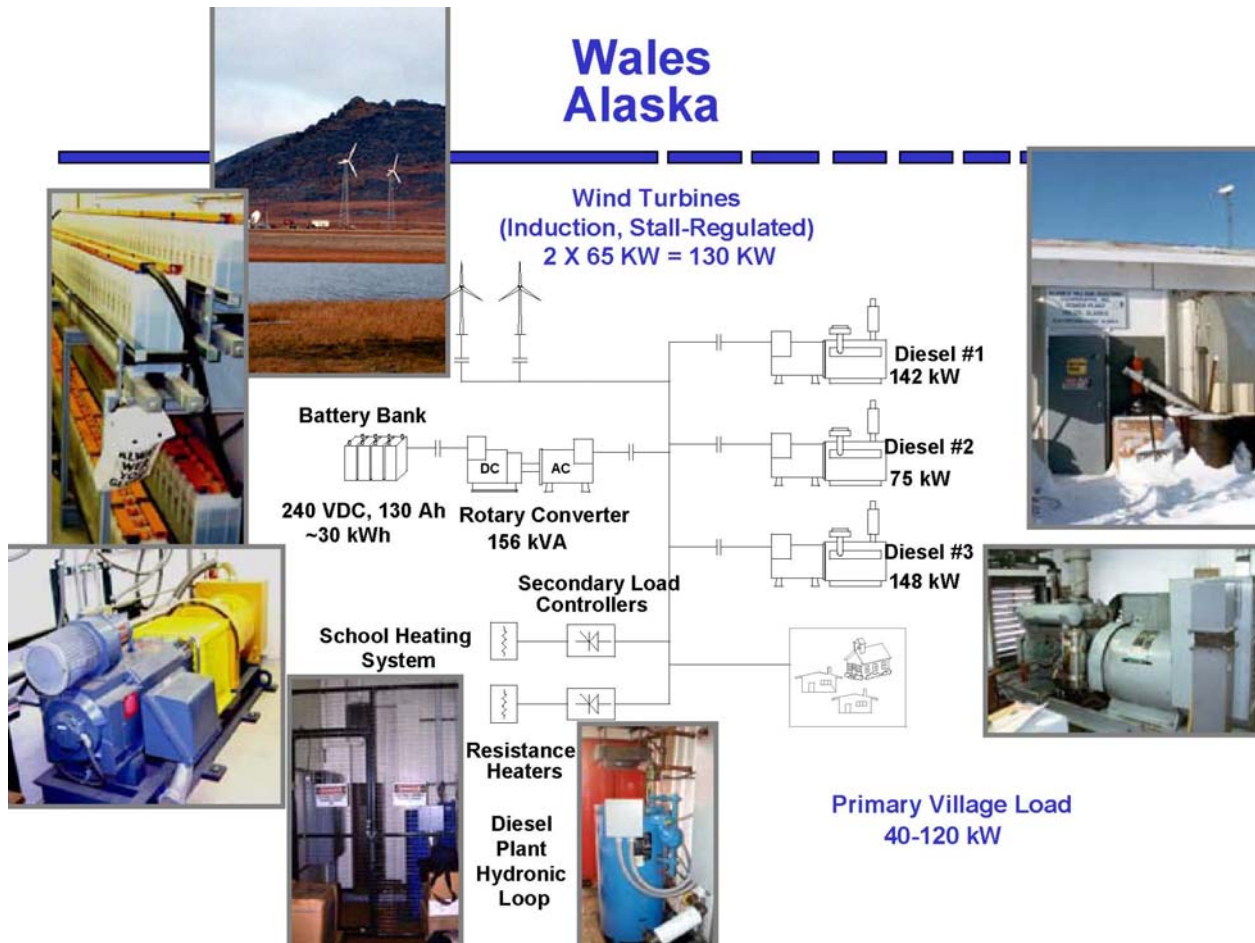 Wales
Alaska
Wind Turbines
(Induction, Stall-Regulated)
2 X 65 KW = 130 KW
Diesel #1
142 kW
Battery Bank
Diesel #2
75 kW
DC
AC
240 VDC, 130 Ah
~30 kWh
Rotary Converter
156 kVA
Diesel #3
148 kW
Secondary Load
Controllers
School Heating
System
Resistance
Heaters
Diesel
Plant
Hydronic
Loop
Primary Village Load
40-120 kW